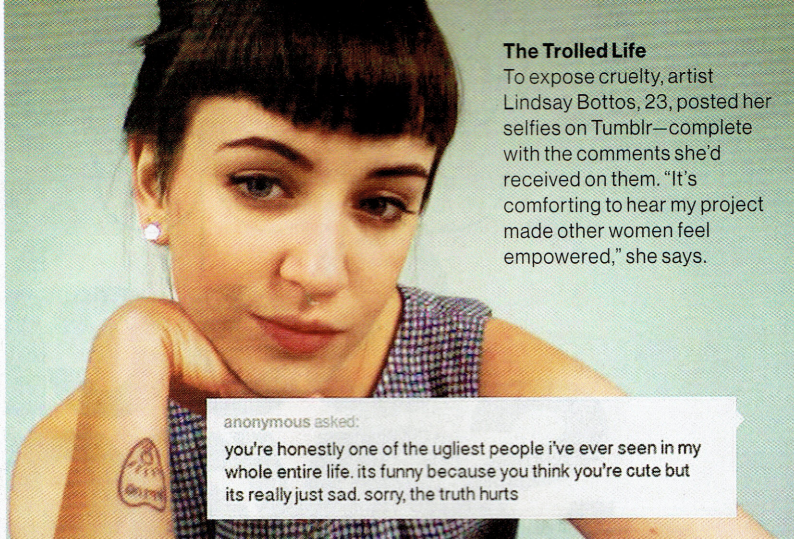 The Trolled Life
To expose cruelty, artist
Lindsay Bottos, 23, posted her
selfies on Tumblr—complete
with the comments she'd
received on them. “It's
comforting to hear my project
made other women feel
empowered,” she says.
anonymous asked:
you're honestly one of the ugliest people i've ever seen in my
whole entire life. its funny because you think you're cute but
its really just sad. sorry, the truth hurts